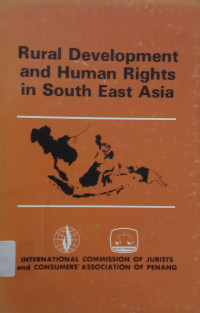 Rural Development
and Human Rights
in South East Asia
INTERNATIONAL COMMISSION OF JURISTS
and CONSUMERS' ASSOCIATION OF PENANG